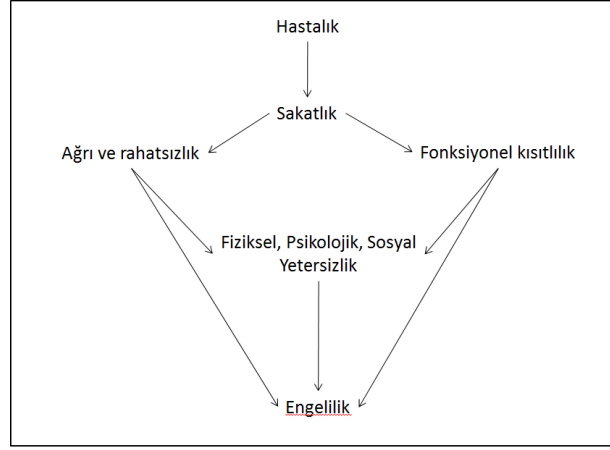 Hastalık
Sakatlık
Ağrı ve rahatsızlık
Fonksiyonel kısıtlılık
Fiziksel, Psikolojik, Sosyal
Yetersizlik
Engelilik